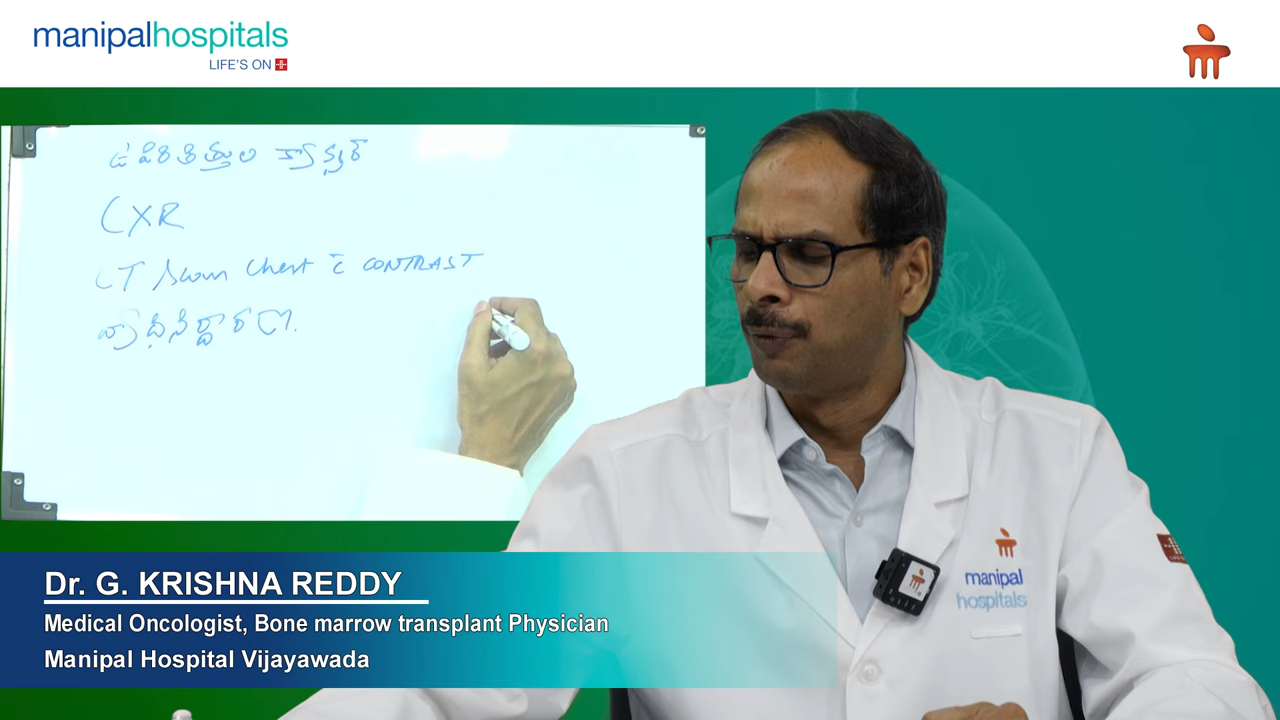 manipalhospitals
LIFE'S ON
ఊపిరితిత్తుల క్యాన్సర్
CXR
CT Scan Chest c̄ CONTRAST
వ్యాధినిర్ధారణ.
Dr. G. KRISHNA REDDY
Medical Oncologist, Bone marrow transplant Physician
Manipal Hospital Vijayawada
manipal
hospitals